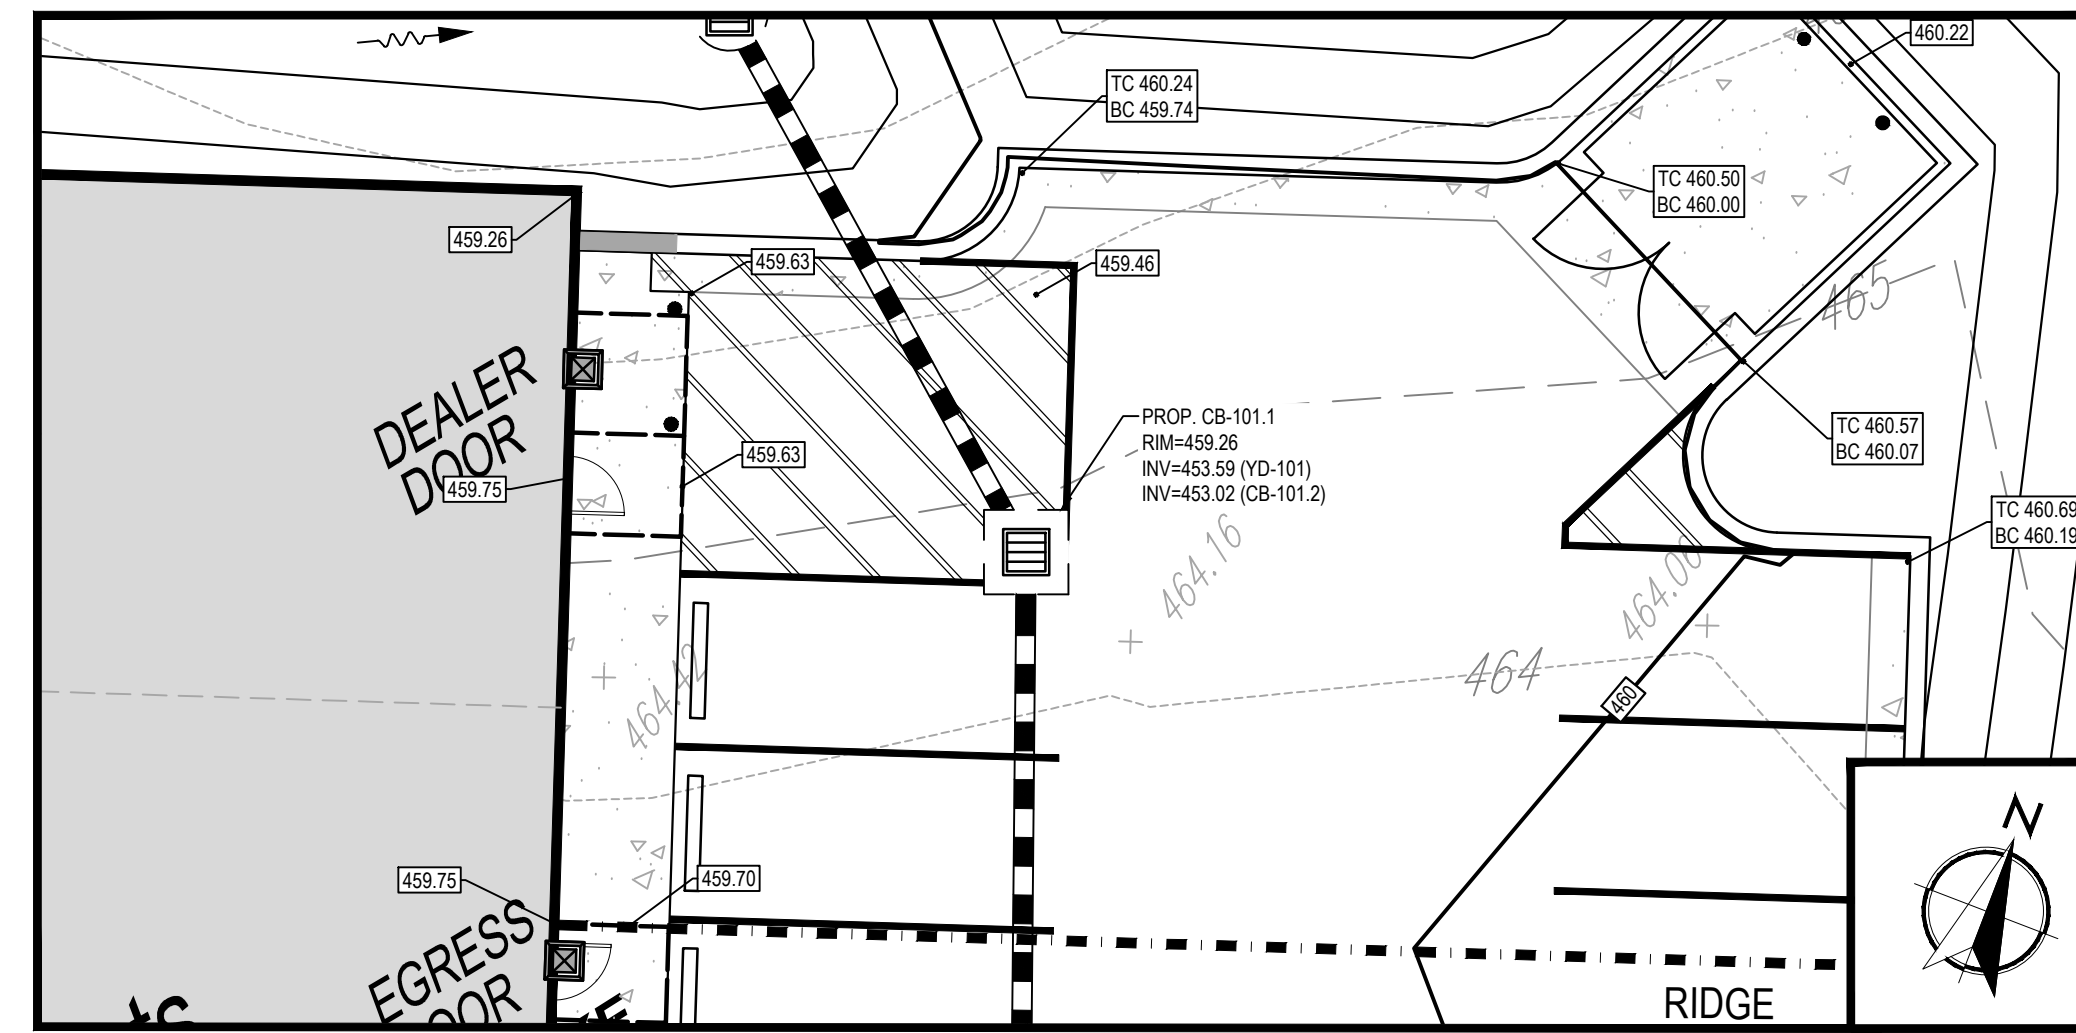 460.22
TC 460.24
BC 459.74
TC 460.50
BC 460.00
459.26
459.63
459.46
465
DEALER
DOOR
459.75
459.63
PROP. CB-101.1
RIM=459.26
INV=453.59 (YD-101)
INV=453.02 (CB-101.2)
TC 460.57
BC 460.07
TC 460.69
BC 460.19
464.16
464.06
464.42
464
460
459.75
459.70
EGRESS
RIDGE
N